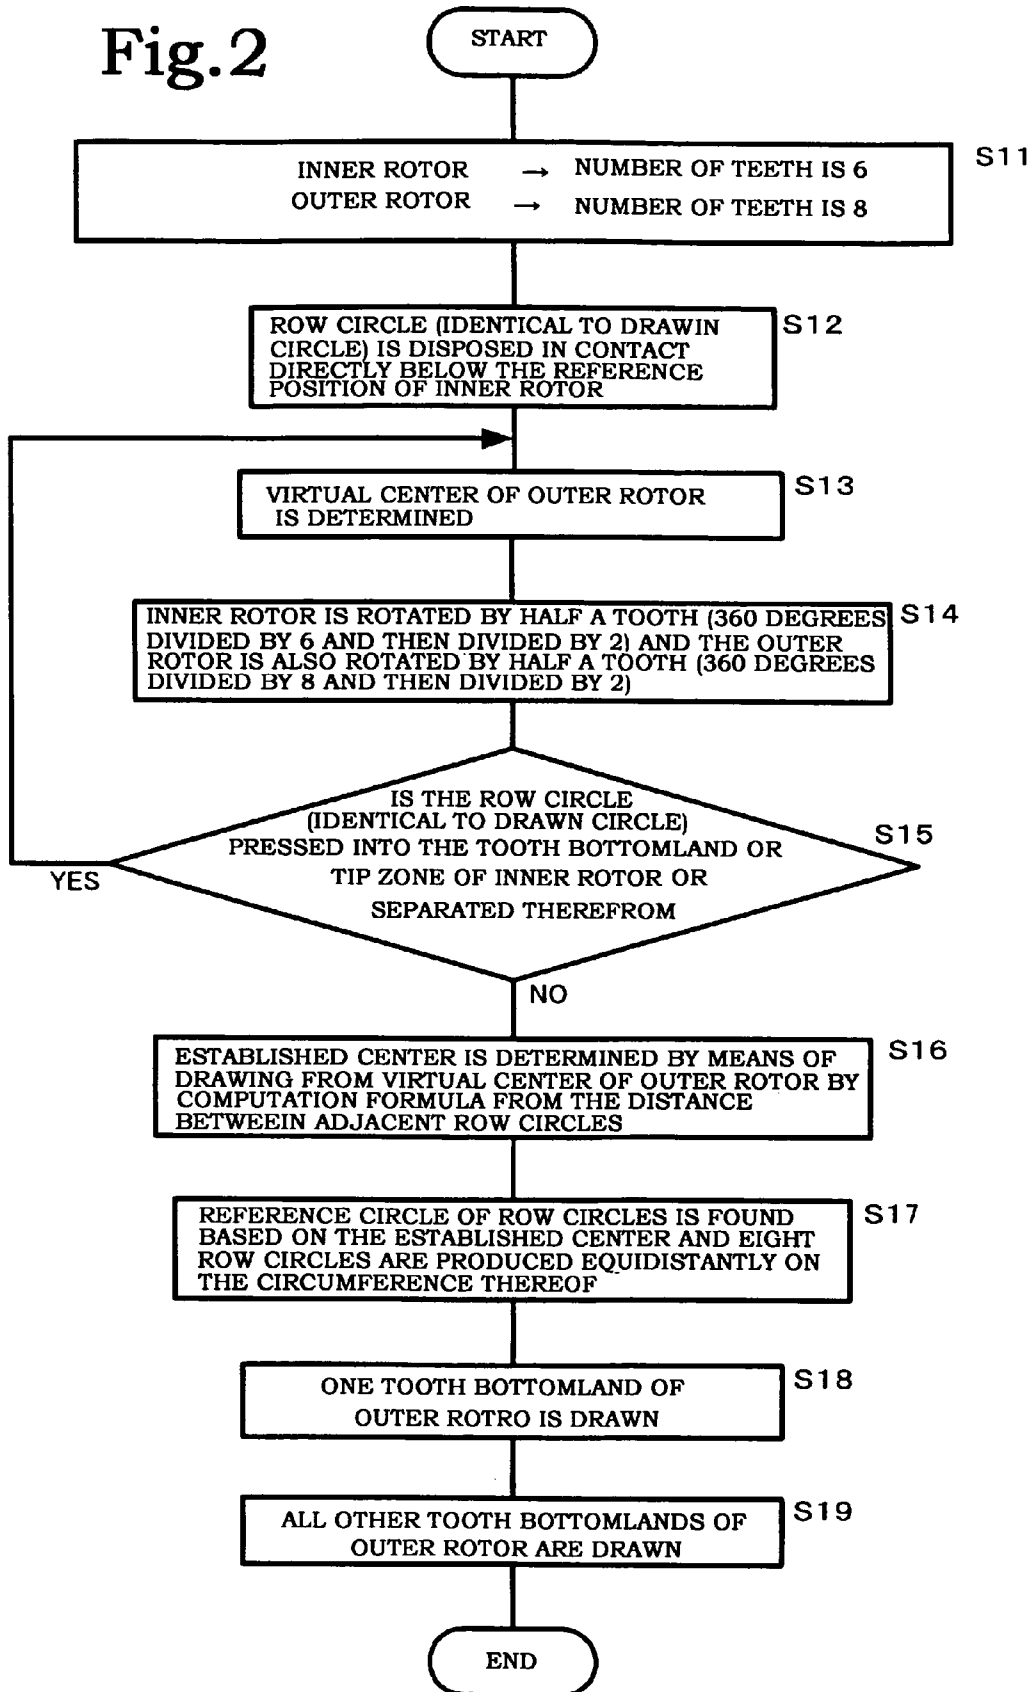 Fig.2
START
S11
INNER ROTOR → NUMBER OF TEETH IS 6
OUTER ROTOR → NUMBER OF TEETH IS 8
S12
ROW CIRCLE (IDENTICAL TO DRAWIN
CIRCLE) IS DISPOSED IN CONTACT
DIRECTLY BELOW THE REFERENCE
POSITION OF INNER ROTOR
S13
VIRTUAL CENTER OF OUTER ROTOR
IS DETERMINED
S14
INNER ROTOR IS ROTATED BY HALF A TOOTH (360 DEGREES
DIVIDED BY 6 AND THEN DIVIDED BY 2) AND THE OUTER
ROTOR IS ALSO ROTATED BY HALF A TOOTH (360 DEGREES
DIVIDED BY 8 AND THEN DIVIDED BY 2)
S15
IS THE ROW CIRCLE
(IDENTICAL TO DRAWN CIRCLE)
PRESSED INTO THE TOOTH BOTTOMLAND OR
TIP ZONE OF INNER ROTOR OR
SEPARATED THEREFROM
YES
NO
S16
ESTABLISHED CENTER IS DETERMINED BY MEANS OF
DRAWING FROM VIRTUAL CENTER OF OUTER ROTOR BY
COMPUTATION FORMULA FROM THE DISTANCE
BETWEEIN ADJACENT ROW CIRCLES
S17
REFERENCE CIRCLE OF ROW CIRCLES IS FOUND
BASED ON THE ESTABLISHED CENTER AND EIGHT
ROW CIRCLES ARE PRODUCED EQUIDISTANTLY ON
THE CIRCUMFERENCE THEREOF
S18
ONE TOOTH BOTTOMLAND OF
OUTER ROTRO IS DRAWN
S19
ALL OTHER TOOTH BOTTOMLANDS OF
OUTER ROTOR ARE DRAWN
END